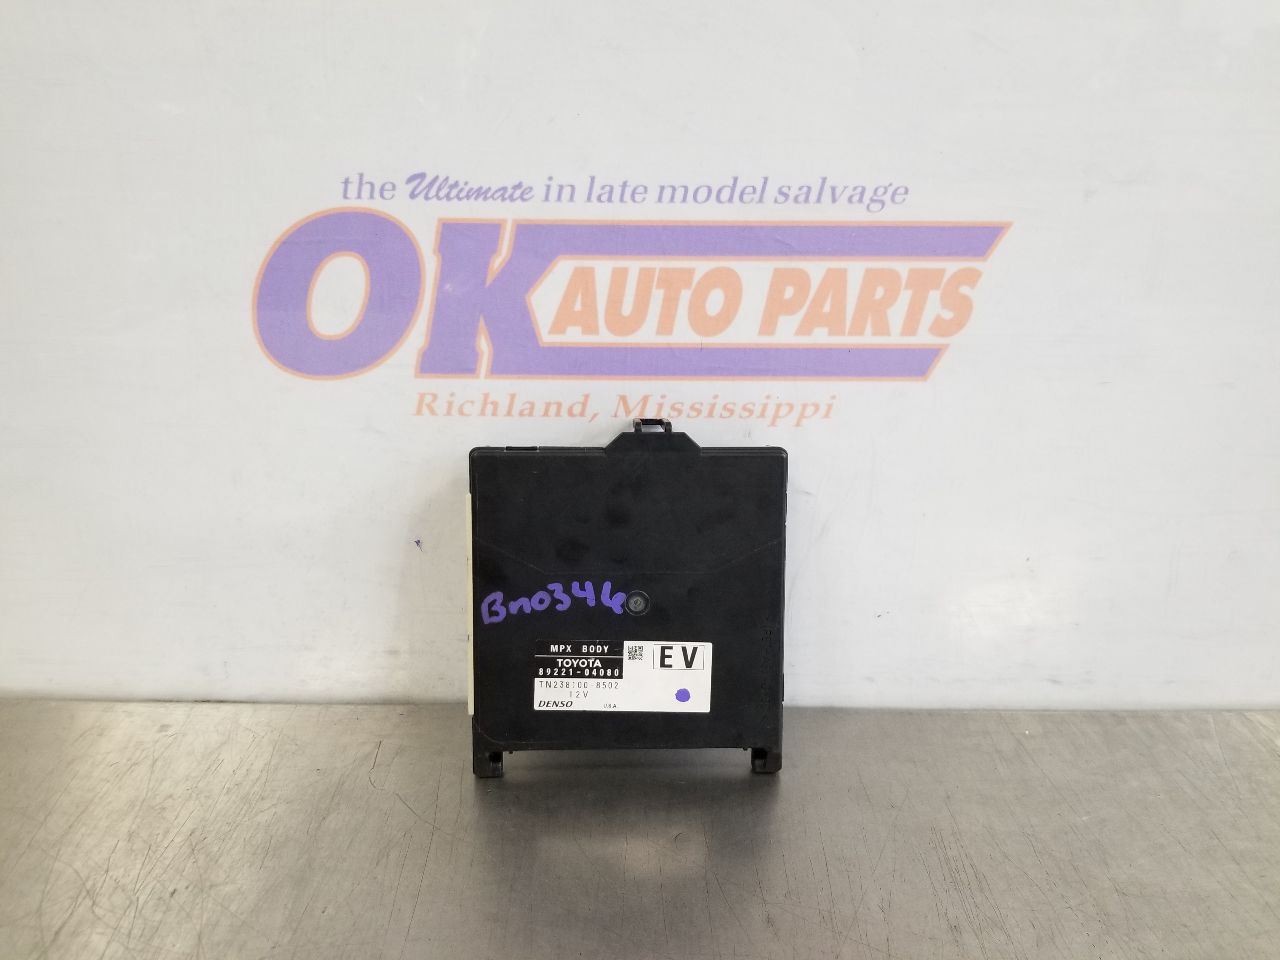 the Ultimate in late model salvage
OK AUTO PARTS
Richland, Mississippi
Bn0346
MPX BODY
TOYOTA
89221-04080
TN238100-8502
12V
DENSO U.S.A.
EV